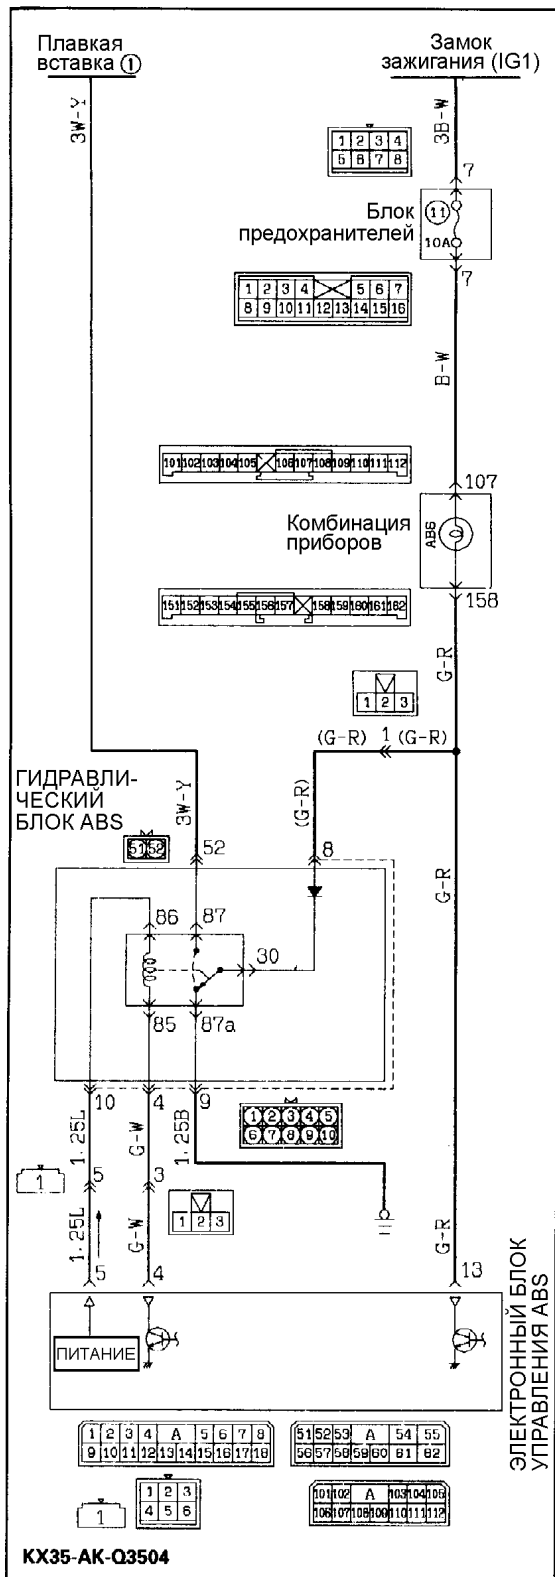 Плавкая
вставка ①
Замок
зажигания (IG1)
3W-Y
3B-W
1 2 3 4
5 6 7 8
7
Блок
предохранителей
11
10A
7
1 2 3 4 5 6 7
8 9 10 11 12 13 14 15 16
B-W
101 102 103 104 105 106 107 108 109 110 111 112
107
Комбинация
приборов
ABS
151 152 153 154 155 156 157 158 159 160 161 162
158
G-R
1 2 3
(G-R) 1 (G-R)
ГИДРАВЛИ-
ЧЕСКИЙ
БЛОК ABS
3W-Y
(G-R)
51 52
52
8
G-R
86
87
30
85
87a
10
4
9
1 2 3 4 5
6 7 8 9 10
1.25L
G-W
1.25B
1
5
3
1 2 3
1.25L
G-W
G-R
5
4
13
ПИТАНИЕ
ЭЛЕКТРОННЫЙ БЛОК
УПРАВЛЕНИЯ ABS
1 2 3 4 A 5 6 7 8
9 10 11 12 13 14 15 16 17 18
51 52 53 A 54 55
56 57 58 59 60 61 62
1 2 3
4 5 6
1
101 102 A 103 104 105
106 107 108 109 110 111 112
KX35-AK-Q3504